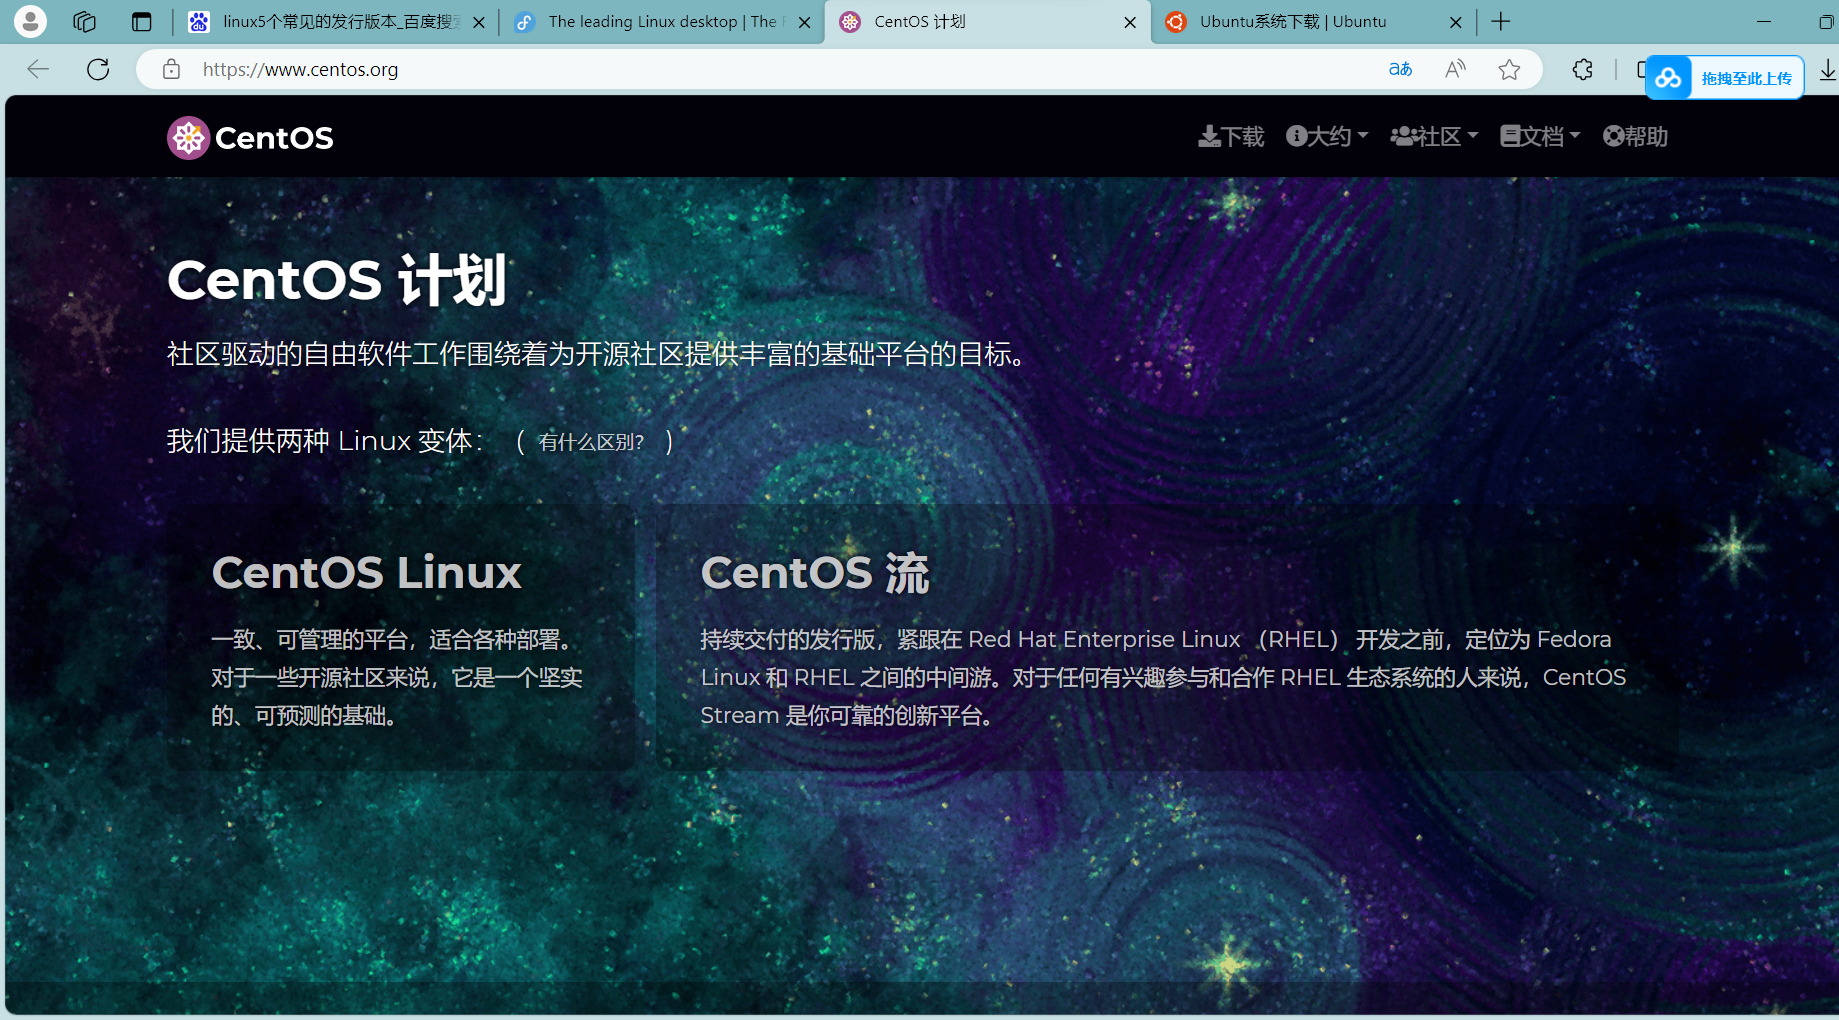 linux5个常见的发行版本_百度搜
The leading Linux desktop | The
CentOS 计划
Ubuntu系统下载 | Ubuntu
https://www.centos.org
拖拽至此上传
CentOS
下载
大约
社区
文档
帮助
CentOS 计划
社区驱动的自由软件工作围绕着为开源社区提供丰富的基础平台的目标。
我们提供两种 Linux 变体： （ 有什么区别? ）
CentOS Linux
一致、可管理的平台，适合各种部署。
对于一些开源社区来说，它是一个坚实
的、可预测的基础。
CentOS 流
持续交付的发行版，紧跟在 Red Hat Enterprise Linux （RHEL） 开发之前，定位为 Fedora
Linux 和 RHEL 之间的中间游。对于任何有兴趣参与和合作 RHEL 生态系统的人来说，CentOS
Stream 是你可靠的创新平台。